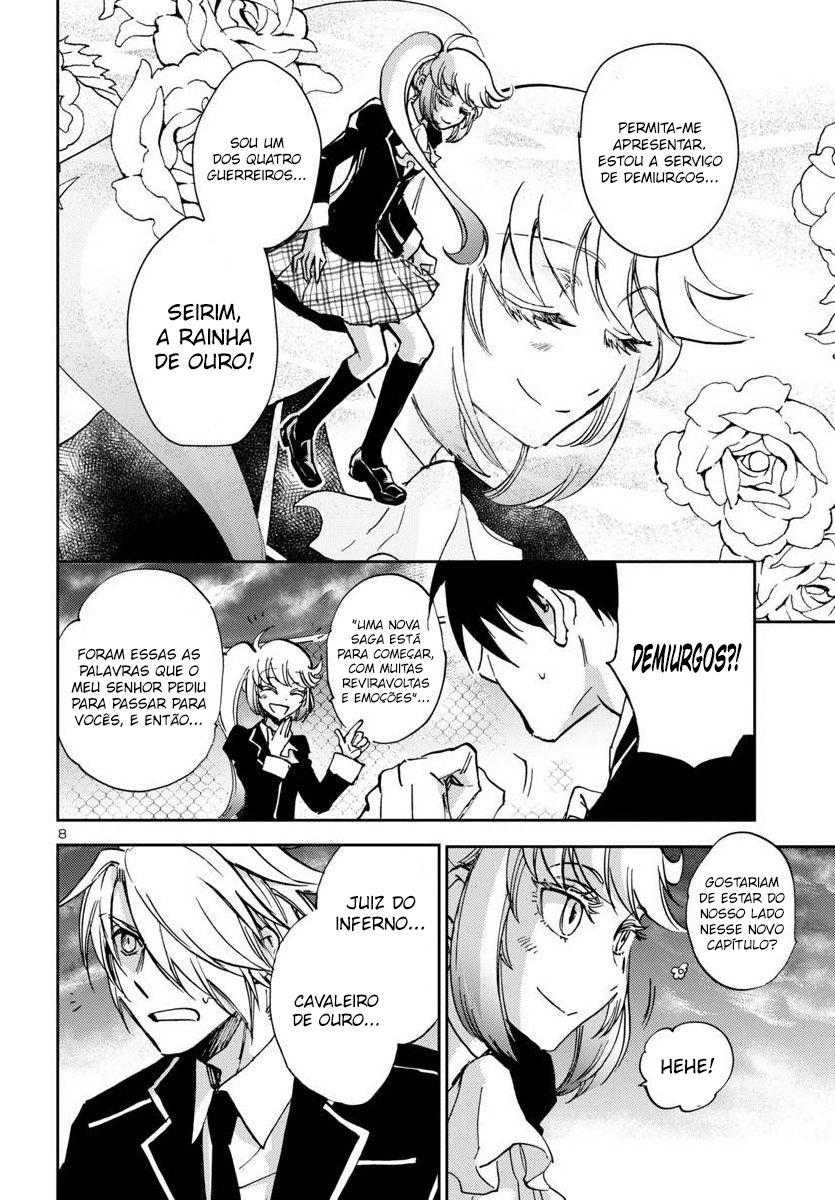 PERMITA-ME
APRESENTAR.
ESTOU A SERVIÇO
DE DEMIURGOS...
SOU UM
DOS QUATRO
GUERREIROS...
SEIRIM,
A RAINHA
DE OURO!
DEMIURGOS?!
"UMA NOVA
SAGA ESTÁ
PARA COMEÇAR,
COM MUITAS
REVIRAVOLTAS
E EMOÇÕES"...
FORAM ESSAS AS
PALAVRAS QUE O
MEU SENHOR PEDIU
PARA PASSAR PARA
VOCÊS, E ENTÃO...
8
GOSTARIAM
DE ESTAR DO
NOSSO LADO
NESSE NOVO
CAPÍTULO?
HEHE!
JUIZ DO
INFERNO...
CAVALEIRO
DE OURO...